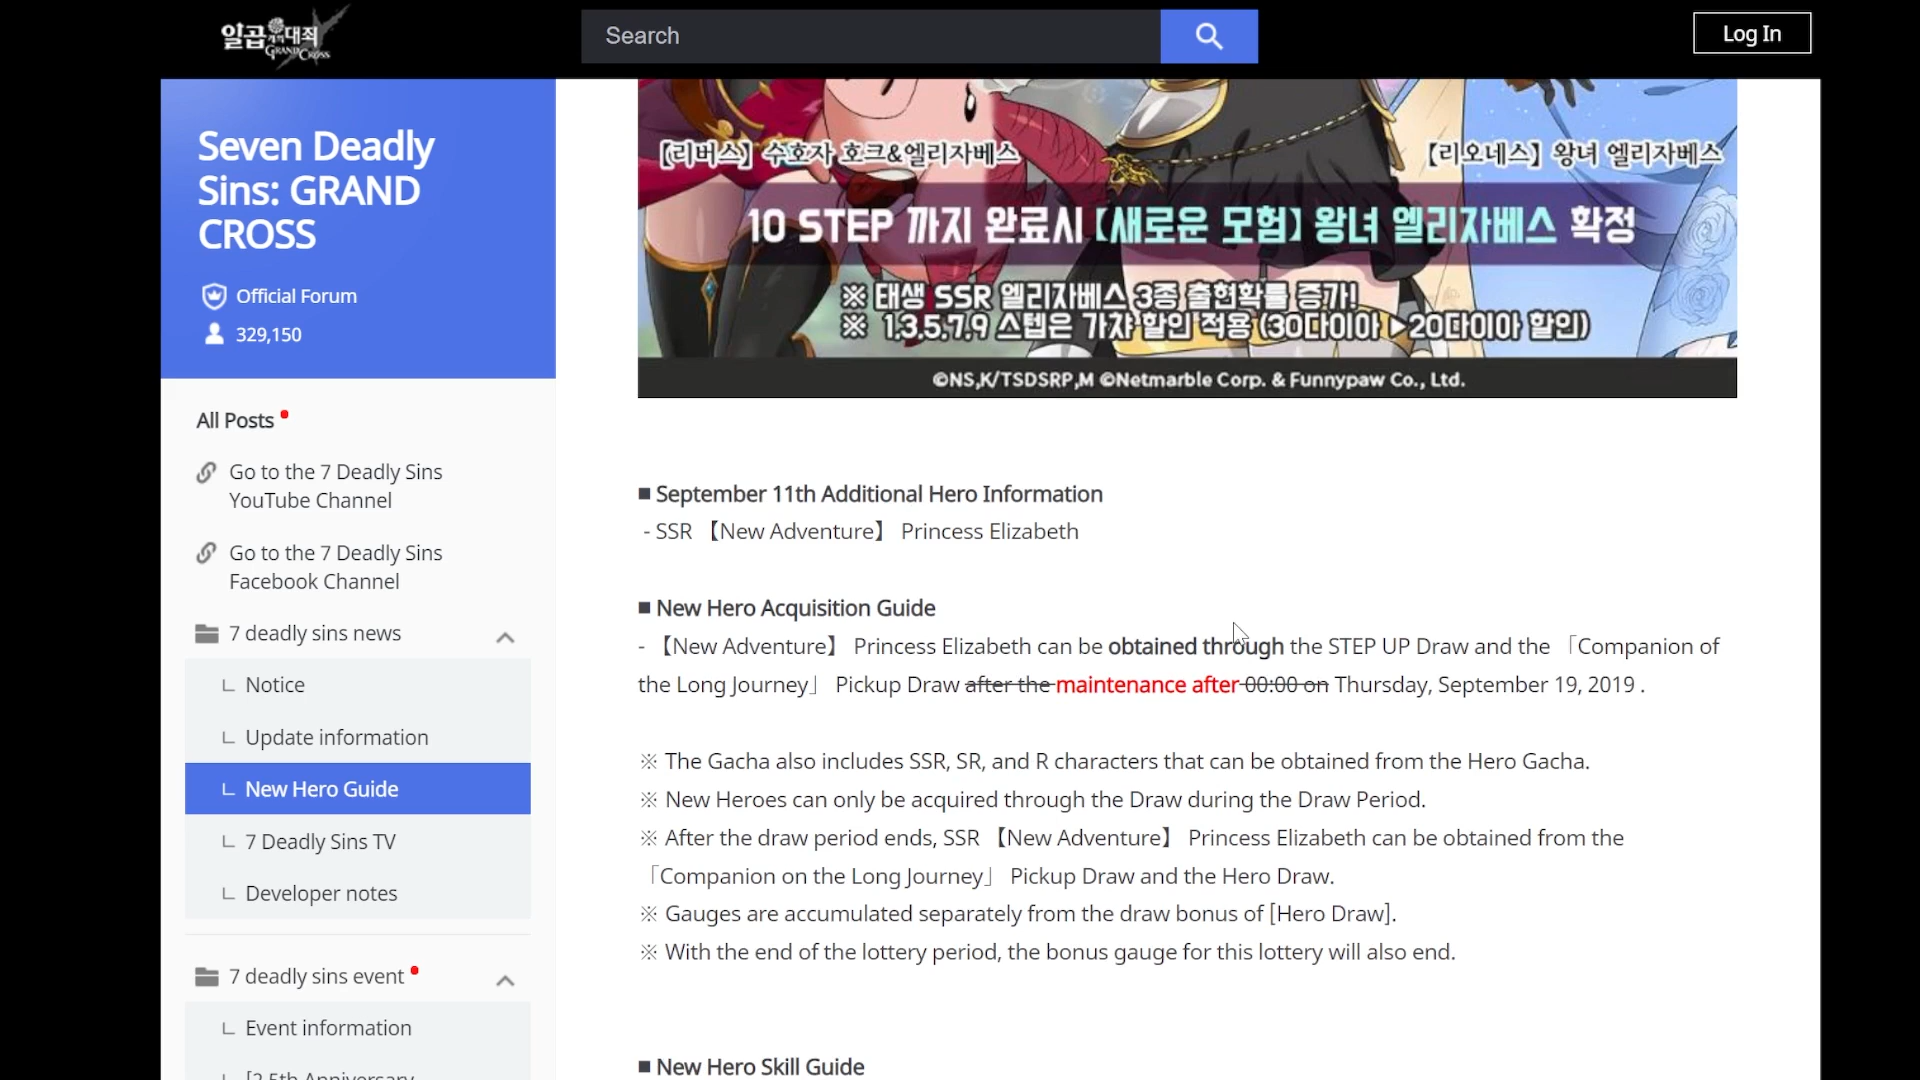 일곱개의대죄
GRAND CROSS
Search
Log In
Seven Deadly
Sins: GRAND
CROSS
Official Forum
329,150
All Posts
Go to the 7 Deadly Sins
YouTube Channel
Go to the 7 Deadly Sins
Facebook Channel
7 deadly sins news
Notice
Update information
New Hero Guide
7 Deadly Sins TV
Developer notes
7 deadly sins event
Event information
[2.5th Anniversary
【리버스】 수호자 호크&엘리자베스
【리오네스】 왕녀 엘리자베스
10 STEP 까지 완료시 【새로운 모험】 왕녀 엘리자베스 확정
※ 태생 SSR 엘리자베스 3종 출현확률 증가!
※ 1,3,5,7,9 스텝은 가챠 할인 적용 (30다이아 ▶20다이아 할인)
©NS,K/TSDSRP,M ©Netmarble Corp. & Funnypaw Co., Ltd.
■ September 11th Additional Hero Information
- SSR 【New Adventure】 Princess Elizabeth
■ New Hero Acquisition Guide
- 【New Adventure】 Princess Elizabeth can be obtained through the STEP UP Draw and the 「Companion of
the Long Journey」 Pickup Draw after the maintenance after 00:00 on Thursday, September 19, 2019 .
※ The Gacha also includes SSR, SR, and R characters that can be obtained from the Hero Gacha.
※ New Heroes can only be acquired through the Draw during the Draw Period.
※ After the draw period ends, SSR 【New Adventure】 Princess Elizabeth can be obtained from the
「Companion on the Long Journey」 Pickup Draw and the Hero Draw.
※ Gauges are accumulated separately from the draw bonus of [Hero Draw].
※ With the end of the lottery period, the bonus gauge for this lottery will also end.
■ New Hero Skill Guide